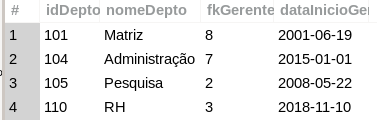 # idDepto nomeDepto fkGerente dataInicioGer
1 101 Matriz 8 2001-06-19
2 104 Administração 7 2015-01-01
3 105 Pesquisa 2 2008-05-22
4 110 RH 3 2018-11-10